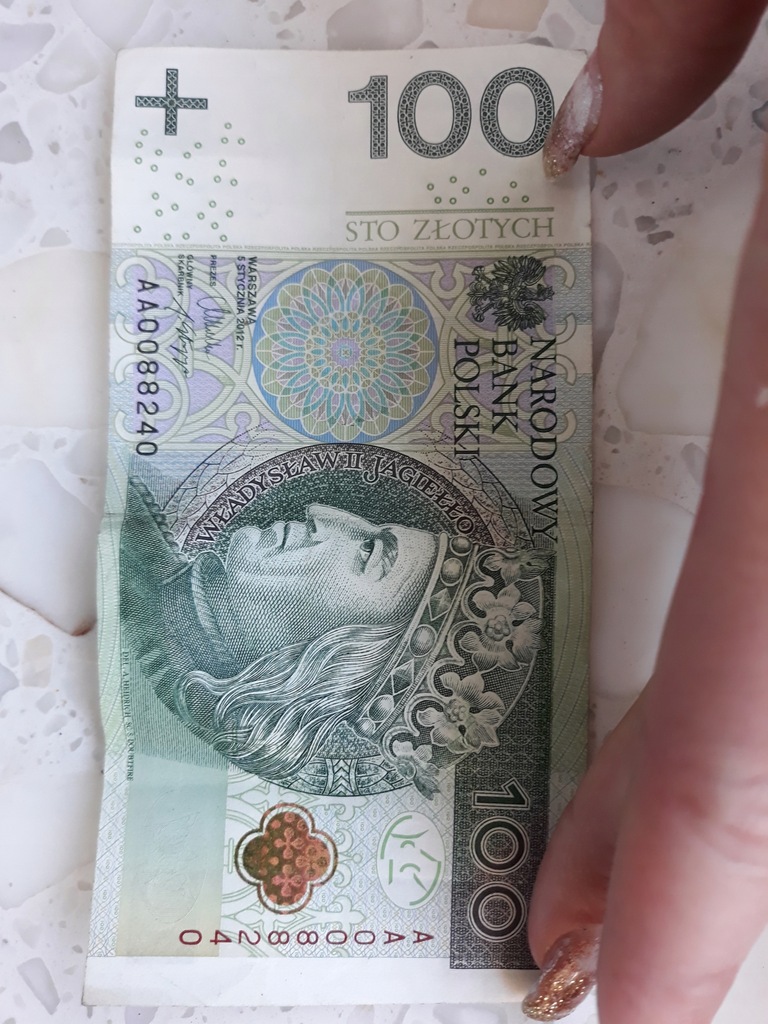 100
STO ZŁOTYCH
NARODOWY
BANK
POLSKI
WARSZAWA
5 STYCZNIA 2012 r.
PREZES
GŁÓWNY
SKARBNIK
AA0088240
WŁADYSŁAW II JAGIEŁŁO
100
AA0088240